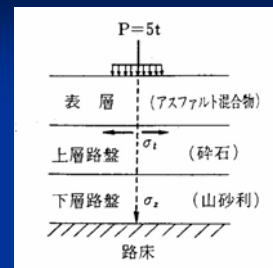 P=5t
表 層 (アスファルト混合物)
σt
上層路盤 (砕石)
下層路盤 σz (山砂利)
路床